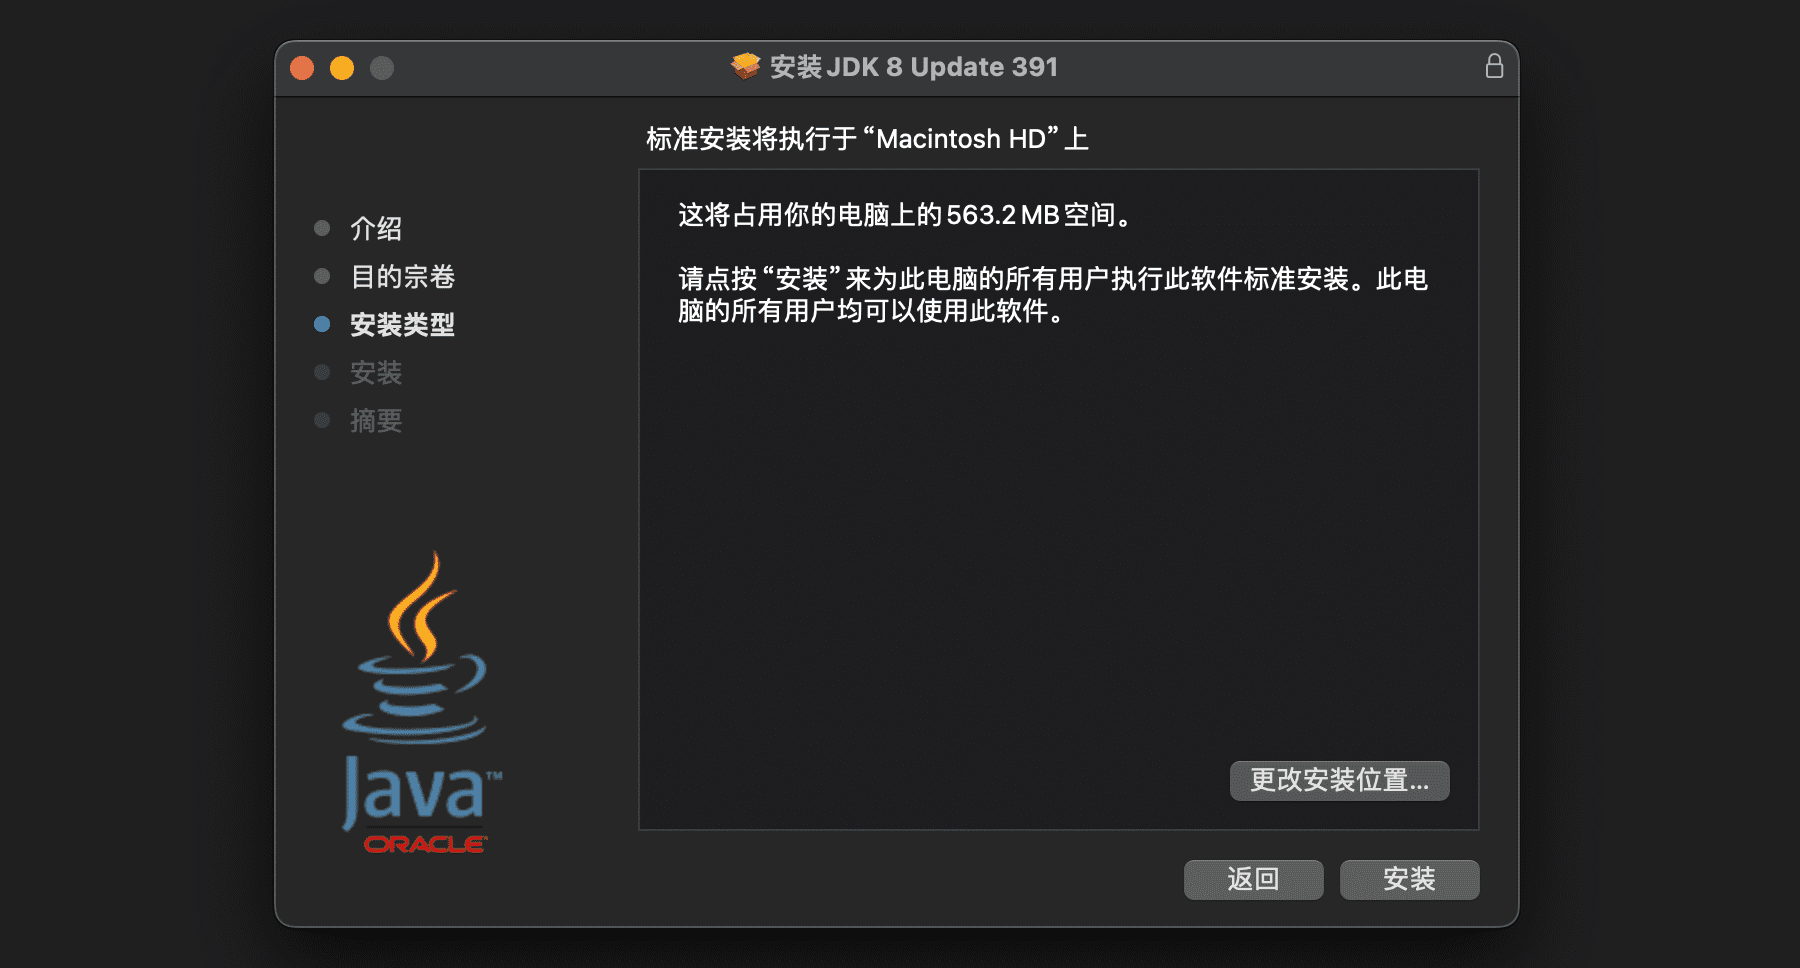 安装 JDK 8 Update 391
标准安装将执行于“Macintosh HD”上
介绍
目的宗卷
安装类型
安装
摘要
这将占用你的电脑上的 563.2 MB 空间。
请点按“安装”来为此电脑的所有用户执行此软件标准安装。此电
脑的所有用户均可以使用此软件。
Java™
ORACLE
更改安装位置...
返回
安装